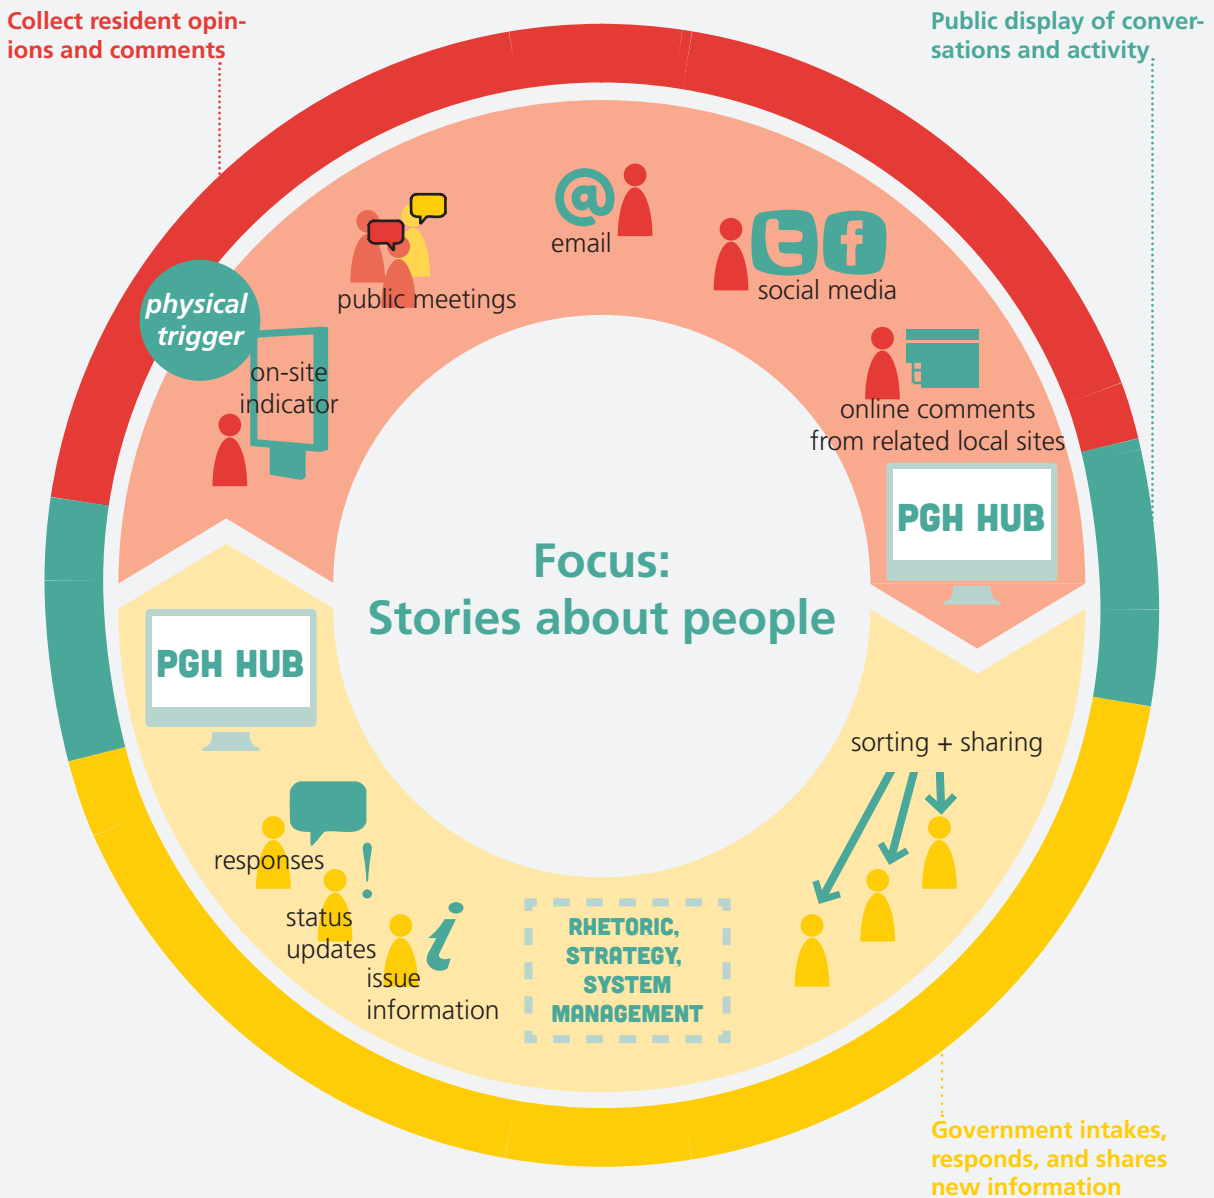 Collect resident opin-
ions and comments
Public display of conver-
sations and activity
email
public meetings
social media
physical
trigger
on-site
indicator
online comments
from related local sites
PGH HUB
Focus:
Stories about people
PGH HUB
sorting + sharing
responses
status
updates
issue
information
RHETORIC,
STRATEGY,
SYSTEM
MANAGEMENT
Government intakes,
responds, and shares
new information